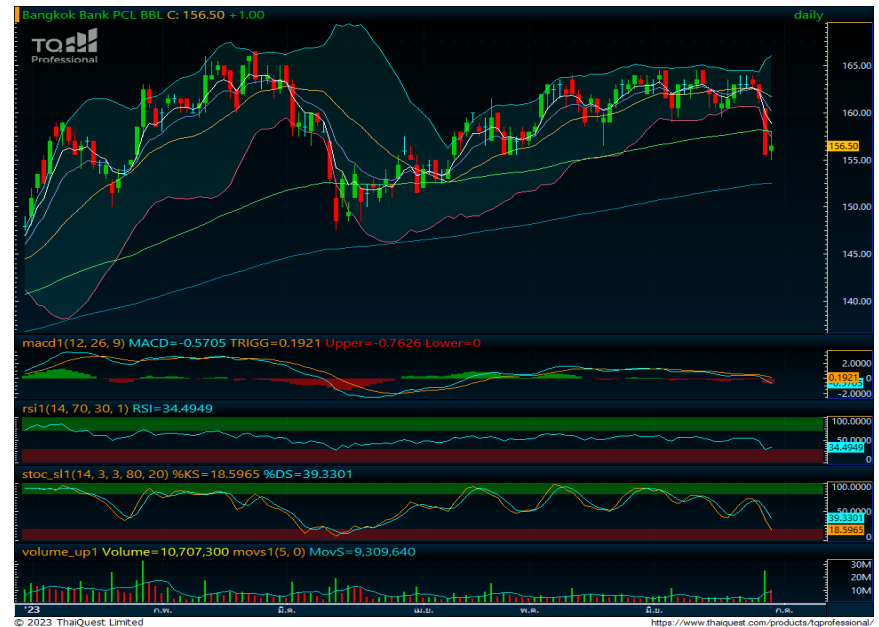 Bangkok Bank PCL BBL C: 156.50 +1.00 daily
TQ
Professional
165.00
160.00
156.50
155.00
150.00
145.00
140.00
macd1(12, 26, 9) MACD=-0.5705 TRIGG=0.1921 Upper=-0.7626 Lower=0
2.0000
0.1921 0
-0.5705
-2.0000
rsi1(14, 70, 30, 1) RSI=34.4949
100.0000
50.0000
34.4949
0
stoc_sl1(14, 3, 3, 80, 20) %KS=18.5965 %DS=39.3301
100.0000
50.0000
39.3301
18.5965
0
volume_up1 Volume=10,707,300 movs1(5, 0) MovS=9,309,640
30M
20M
10M
'23 ก.พ. มี.ค. เม.ย. พ.ค. มิ.ย. ก.ค.
© 2023 ThaiQuest Limited https://www.thaiquest.com/products/tqprofessional/